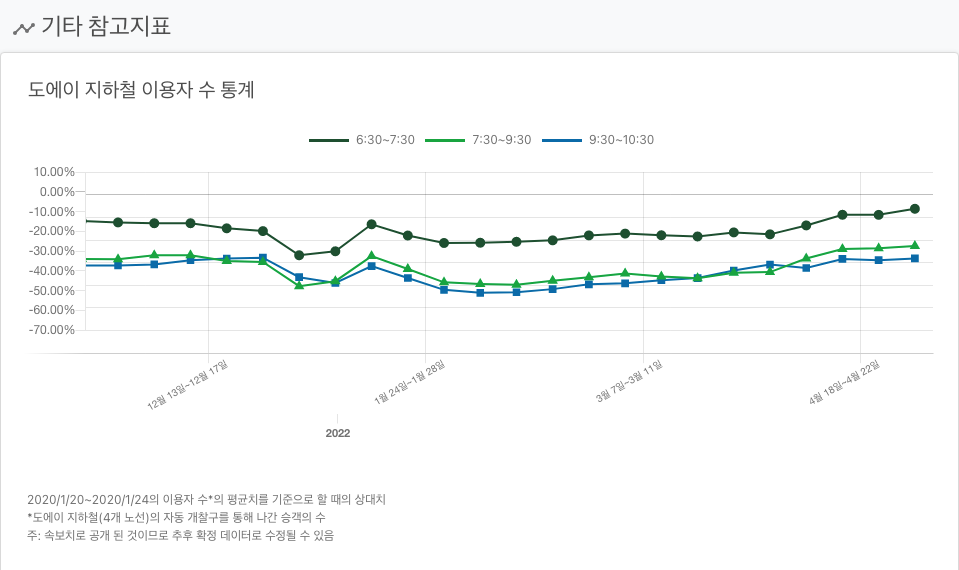 기타 참고지표
도에이 지하철 이용자 수 통계
6:30~7:30 7:30~9:30 9:30~10:30
10.00%
0.00%
-10.00%
-20.00%
-30.00%
-40.00%
-50.00%
-60.00%
-70.00%
12월 13일~12월 17일 1월 24일~1월 28일 3월 7일~3월 11일 4월 18일~4월 22일
2022
2020/1/20~2020/1/24의 이용자 수*의 평균치를 기준으로 할 때의 상대치
*도에이 지하철(4개 노선)의 자동 개찰구를 통해 나간 승객의 수
주: 속보치로 공개 된 것이므로 추후 확정 데이터로 수정될 수 있음